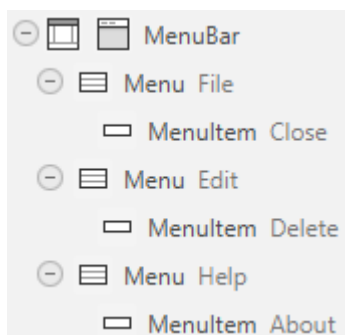 MenuBar
Menu File
MenuItem Close
Menu Edit
MenuItem Delete
Menu Help
MenuItem About